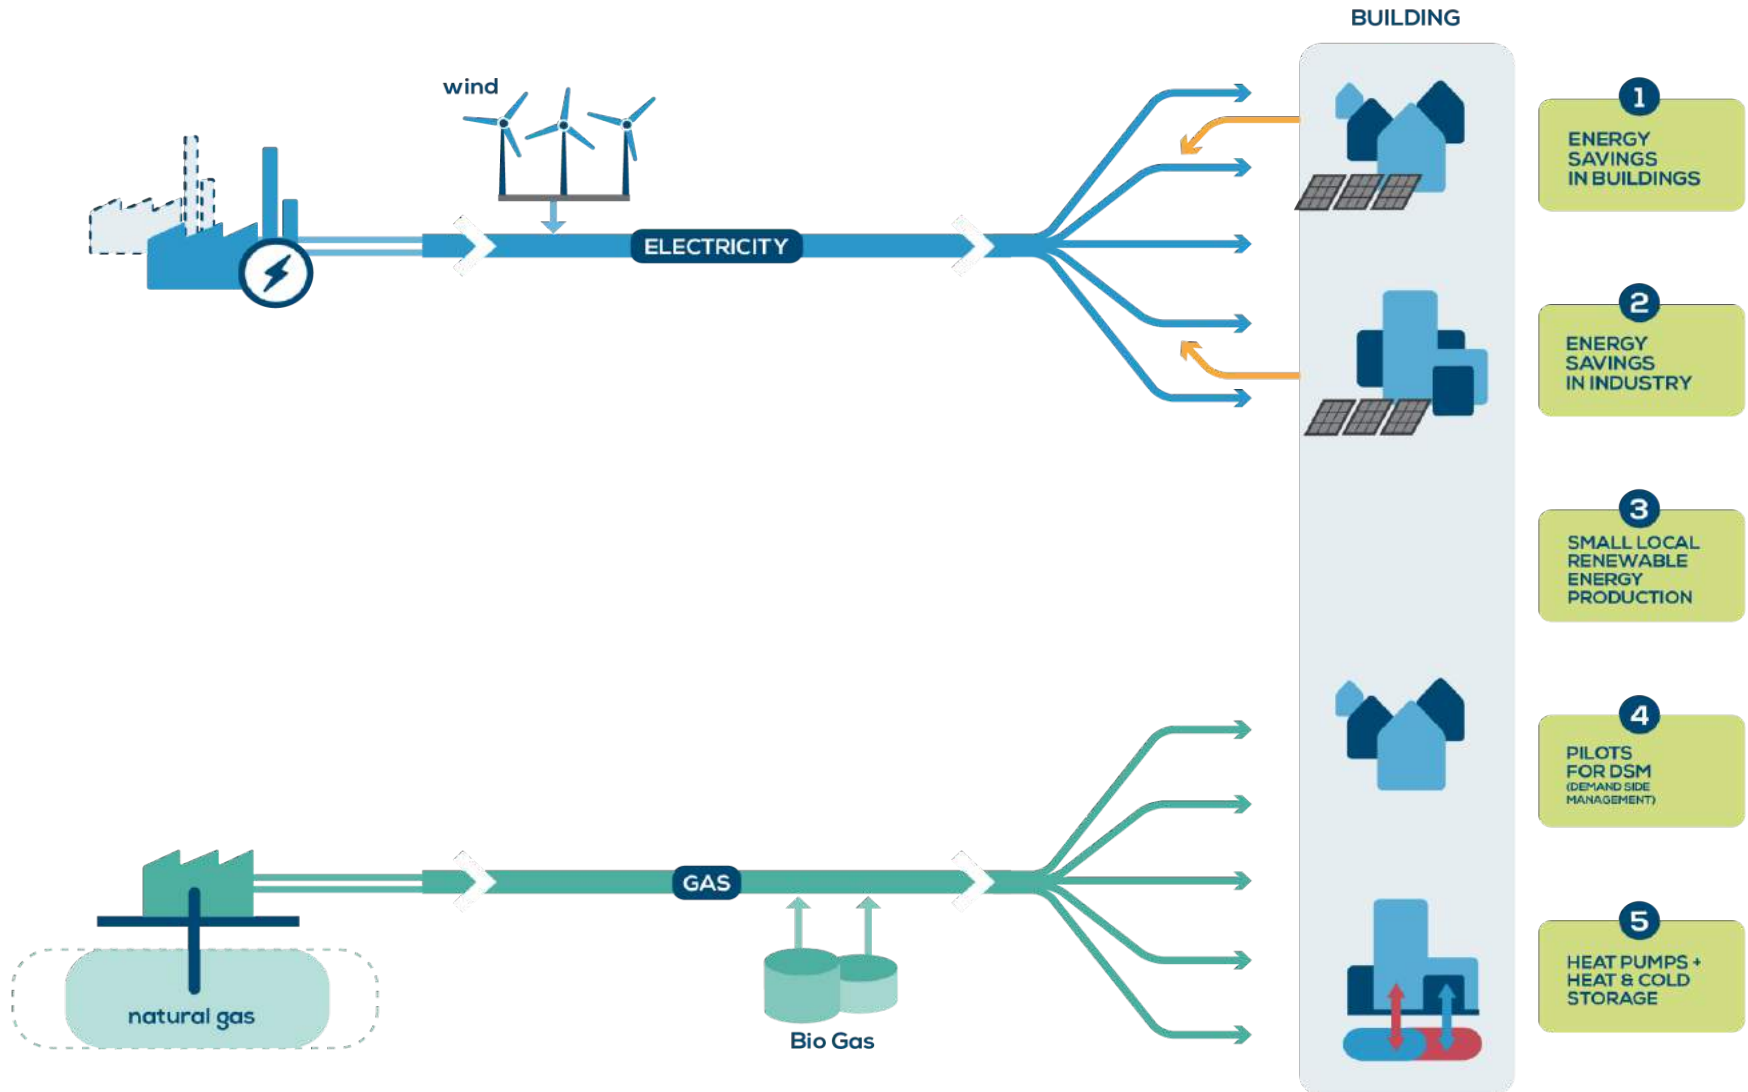 BUILDING
wind
ELECTRICITY
1
ENERGY
SAVINGS
IN BUILDINGS
2
ENERGY
SAVINGS
IN INDUSTRY
3
SMALL LOCAL
RENEWABLE
ENERGY
PRODUCTION
4
PILOTS
FOR DSM
(DEMAND SIDE
MANAGEMENT)
GAS
natural gas
Bio Gas
5
HEAT PUMPS +
HEAT & COLD
STORAGE